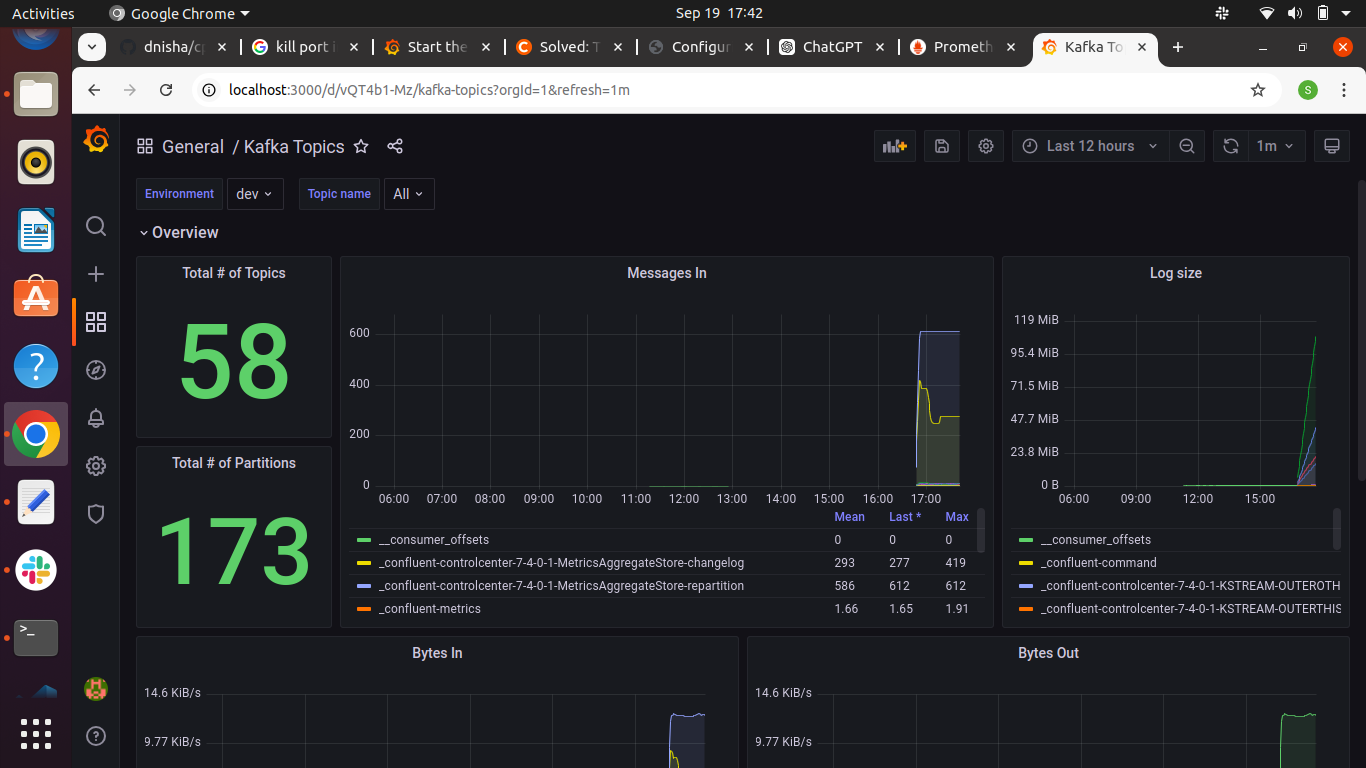 Activities Google Chrome Sep 19 17:42
dnisha/cp Google kill port i Start the Solved: T Configur ChatGPT Prometh Kafka To
localhost:3000/d/vQT4b1-Mz/kafka-topics?orgId=1&refresh=1m S
General / Kafka Topics Last 12 hours 1m
Environment dev Topic name All
Overview
Total # of Topics
58
Total # of Partitions
173
Messages In
600
400
200
0
06:00 07:00 08:00 09:00 10:00 11:00 12:00 13:00 14:00 15:00 16:00 17:00
Mean Last * Max
__consumer_offsets 0 0 0
_confluent-controlcenter-7-4-0-1-MetricsAggregateStore-changelog 293 277 419
_confluent-controlcenter-7-4-0-1-MetricsAggregateStore-repartition 586 612 612
_confluent-metrics 1.66 1.65 1.91
Log size
119 MiB
95.4 MiB
71.5 MiB
47.7 MiB
23.8 MiB
0 B
06:00 09:00 12:00 15:00
__consumer_offsets
_confluent-command
_confluent-controlcenter-7-4-0-1-KSTREAM-OUTEROTH
_confluent-controlcenter-7-4-0-1-KSTREAM-OUTERTHIS
Bytes In
14.6 KiB/s
9.77 KiB/s
Bytes Out
14.6 KiB/s
9.77 KiB/s